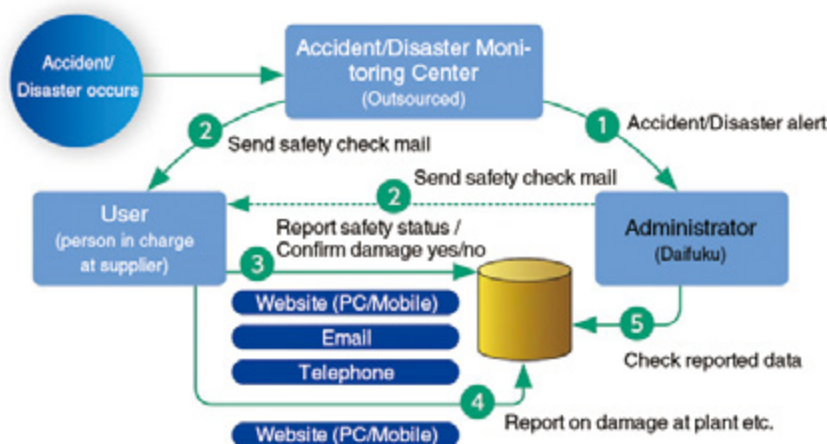 Accident/
Disaster occurs
Accident/Disaster Moni-
toring Center
(Outsourced)
2
Send safety check mail
1
Accident/Disaster alert
Send safety check mail
2
User
(person in charge
at supplier)
Administrator
(Daifuku)
Report safety status /
Confirm damage yes/no
3
Website (PC/Mobile)
Email
Telephone
5
Check reported data
4
Report on damage at plant etc.
Website (PC/Mobile)